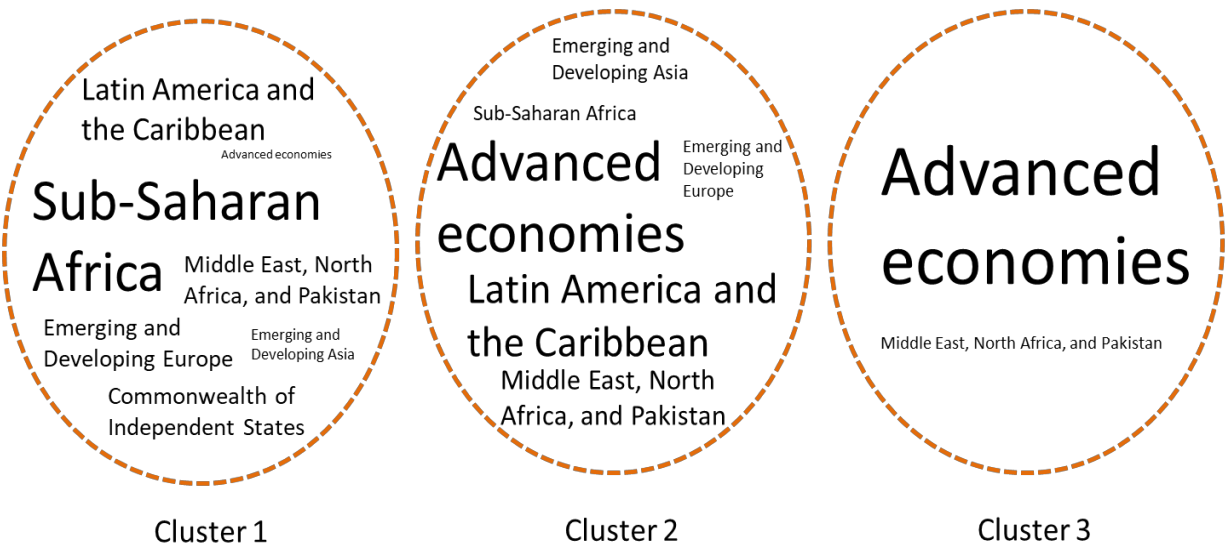 Latin America and
the Caribbean
Advanced economies
Sub-Saharan
Africa
Middle East, North
Africa, and Pakistan
Emerging and
Developing Europe
Emerging and
Developing Asia
Commonwealth of
Independent States
Cluster 1
Emerging and
Developing Asia
Sub-Saharan Africa
Advanced
economies
Emerging and
Developing
Europe
Latin America and
the Caribbean
Middle East, North
Africa, and Pakistan
Cluster 2
Advanced
economies
Middle East, North Africa, and Pakistan
Cluster 3